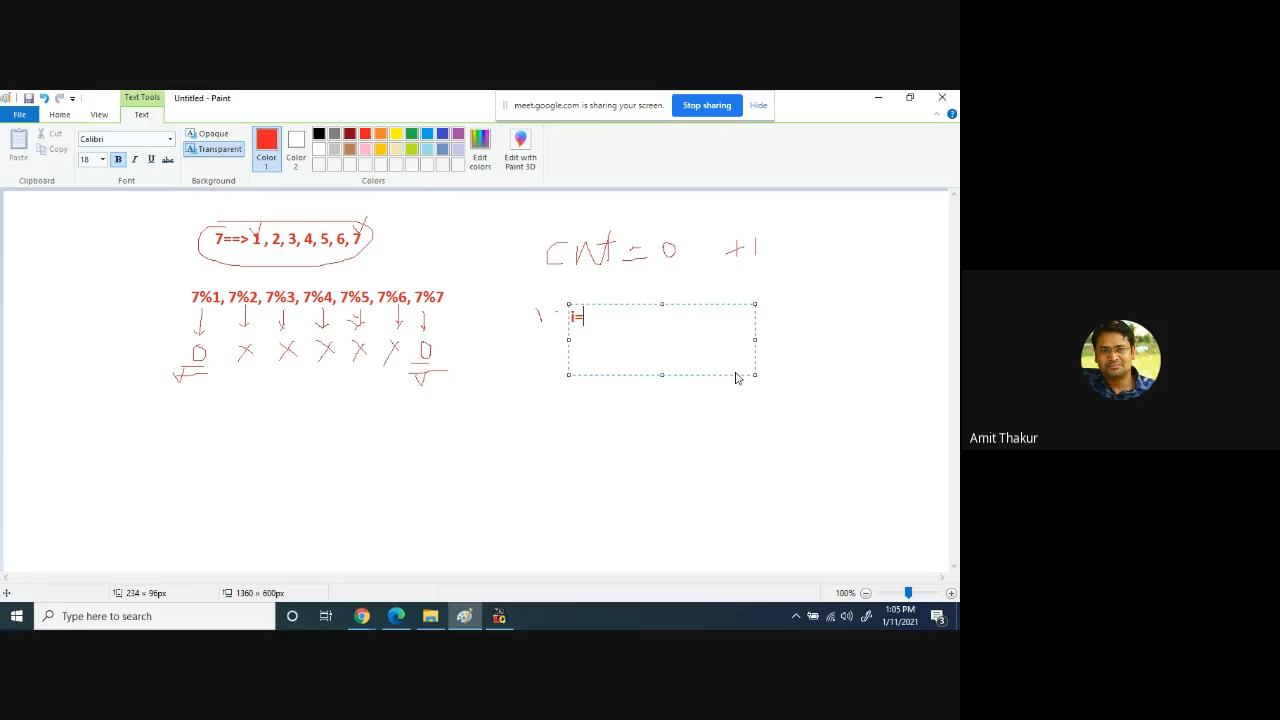 Text Tools
Untitled - Paint
meet.google.com is sharing your screen.
Stop sharing
Hide
File
Home
View
Text
Paste
Cut
Copy
Clipboard
Calibri
18
B
I
U
abc
Font
Opaque
Transparent
Background
Color 1
Color 2
Edit colors
Edit with Paint 3D
Colors
7==> 1 , 2, 3, 4, 5, 6, 7
CNT = 0 +1
7%1, 7%2, 7%3, 7%4, 7%5, 7%6, 7%7
i=
0 x x x x x 0
Amit Thakur
234 × 96px
1360 × 600px
100%
Type here to search
1:05 PM
1/11/2021
3